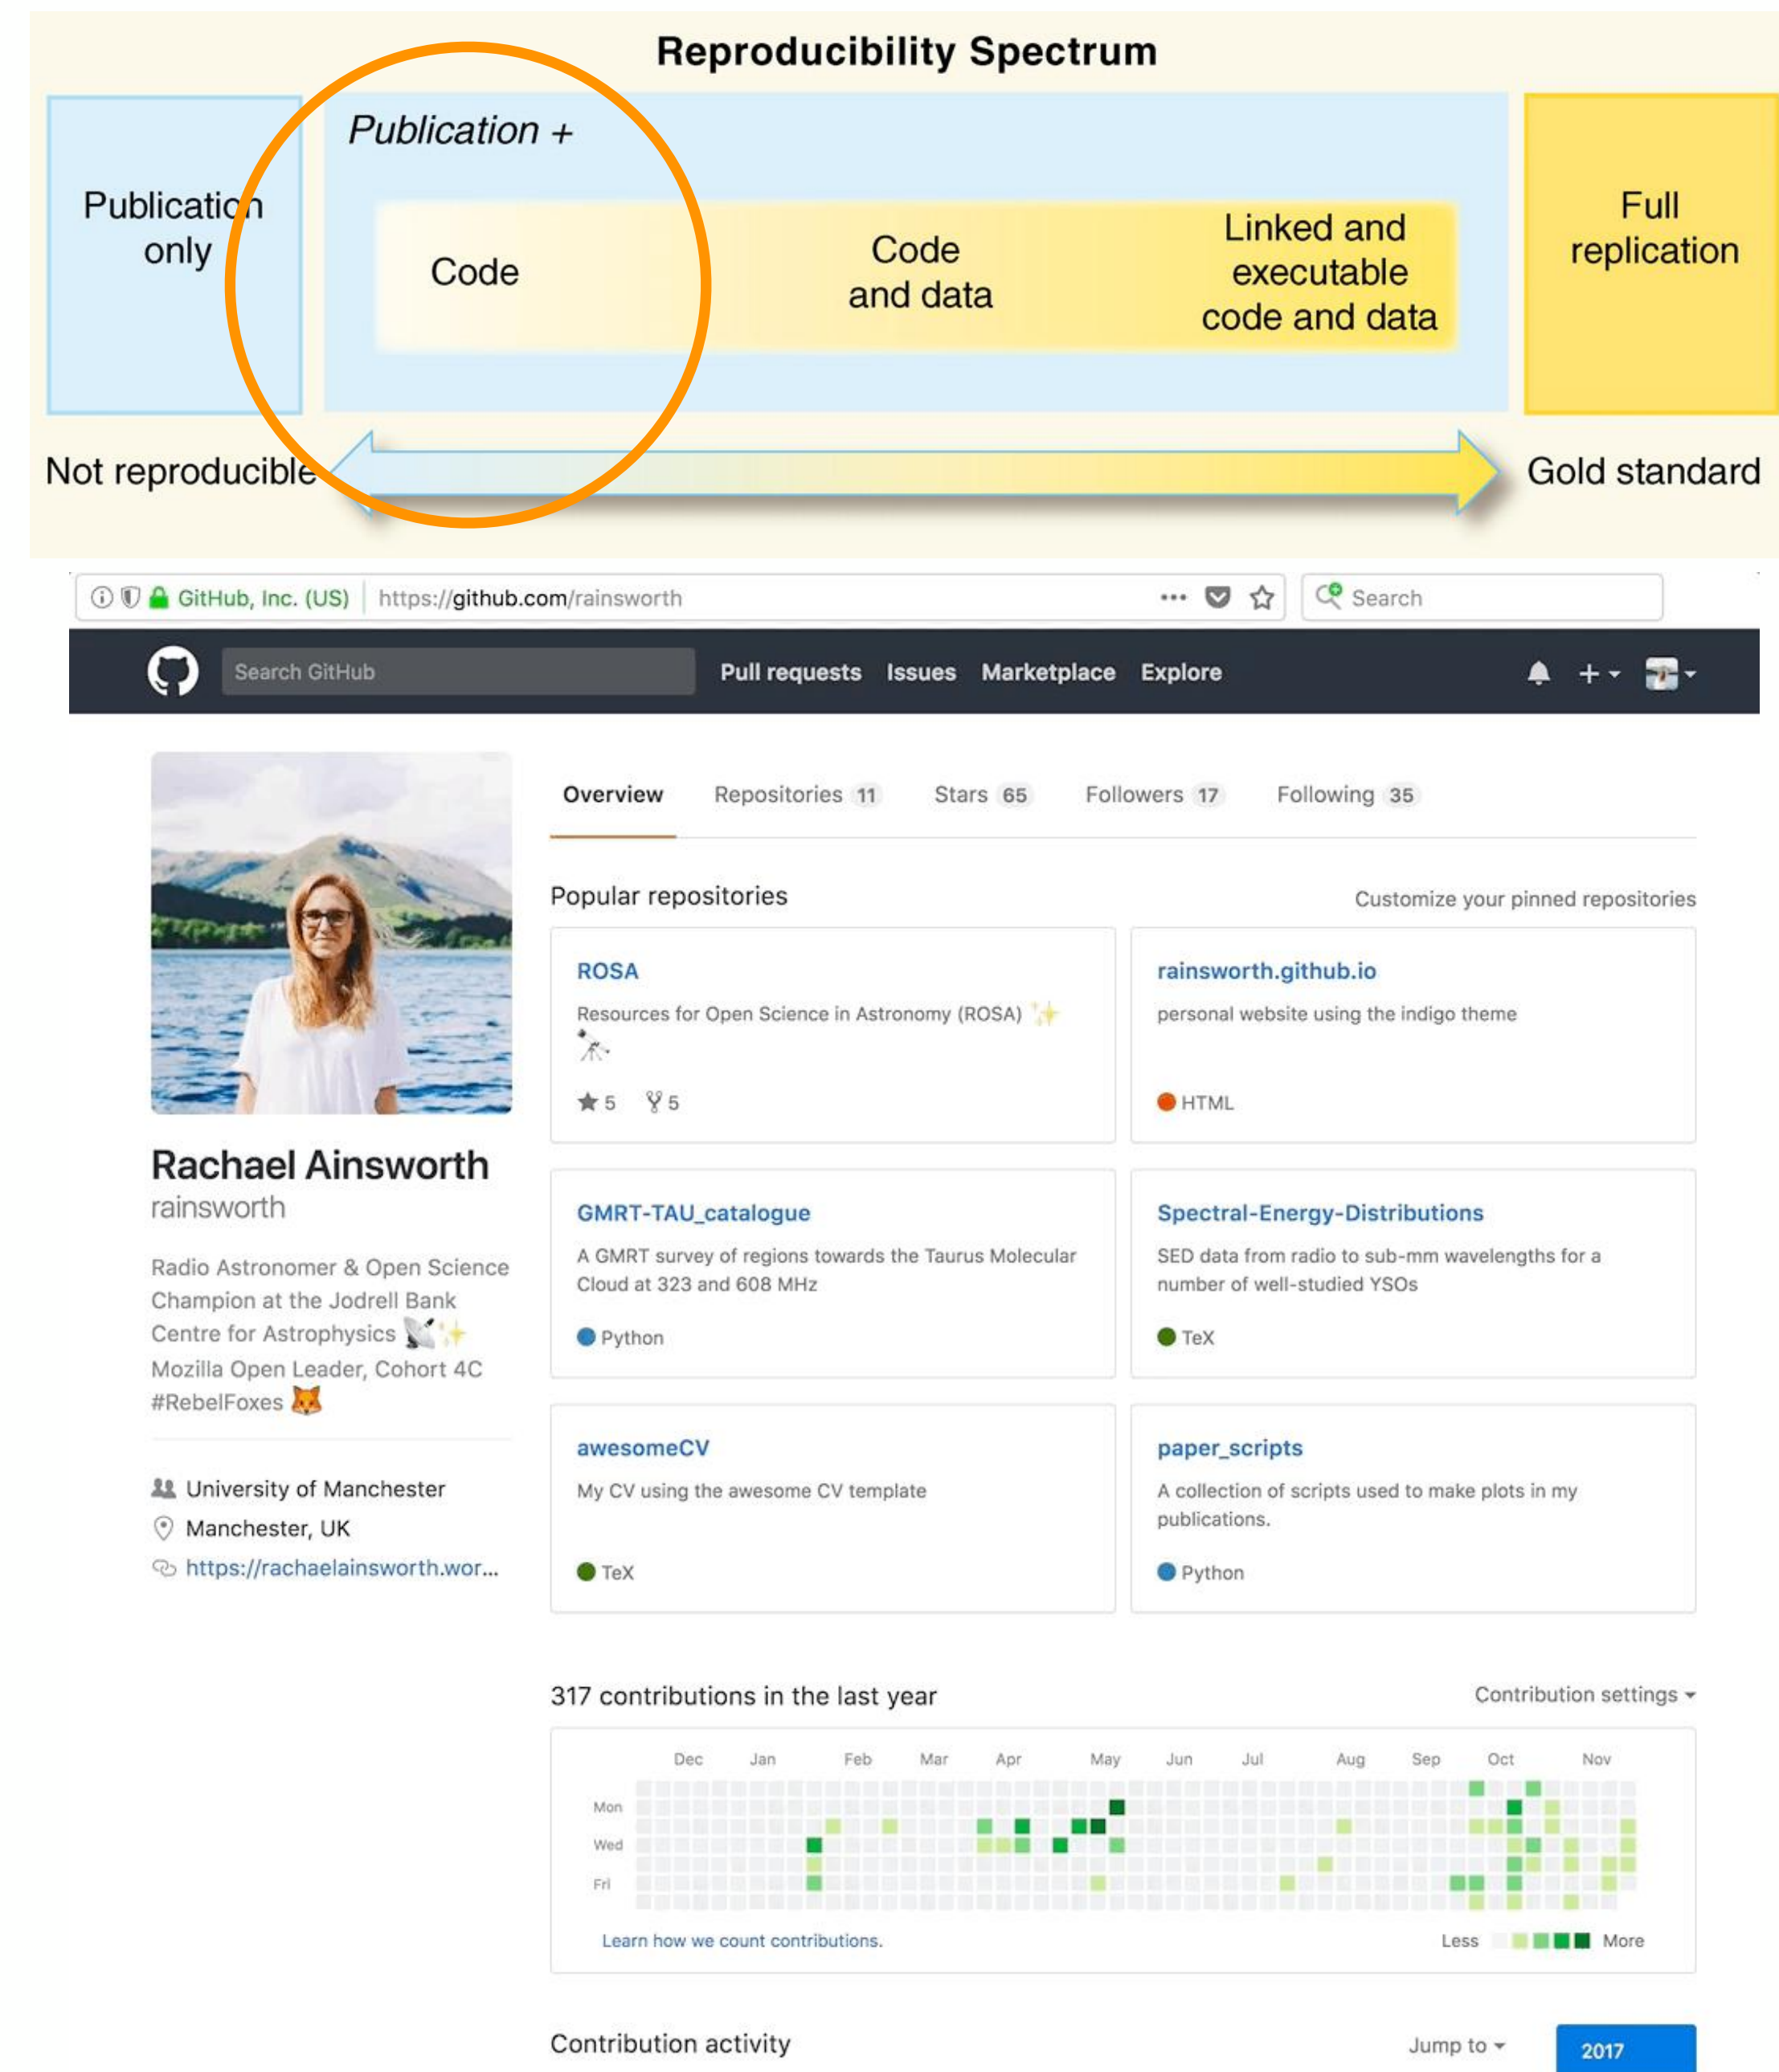 Reproducibility Spectrum
Publication only
Publication +
Code
Code and data
Linked and executable code and data
Full replication
Not reproducible
Gold standard
GitHub, Inc. (US)
https://github.com/rainsworth
Search
Search GitHub
Pull requests Issues Marketplace Explore
Overview Repositories 11 Stars 65 Followers 17 Following 35
Popular repositories
Customize your pinned repositories
ROSA
Resources for Open Science in Astronomy (ROSA) ✨
🔭
5 5
rainsworth.github.io
personal website using the indigo theme
HTML
Rachael Ainsworth
rainsworth
Radio Astronomer & Open Science
Champion at the Jodrell Bank
Centre for Astrophysics 📡✨
Mozilla Open Leader, Cohort 4C
#RebelFoxes 🦊
University of Manchester
Manchester, UK
https://rachaelainsworth.wor...
GMRT-TAU_catalogue
A GMRT survey of regions towards the Taurus Molecular
Cloud at 323 and 608 MHz
Python
Spectral-Energy-Distributions
SED data from radio to sub-mm wavelengths for a
number of well-studied YSOs
TeX
awesomeCV
My CV using the awesome CV template
TeX
paper_scripts
A collection of scripts used to make plots in my
publications.
Python
317 contributions in the last year
Contribution settings
Dec Jan Feb Mar Apr May Jun Jul Aug Sep Oct Nov
Mon
Wed
Fri
Learn how we count contributions.
Less More
Contribution activity
Jump to
2017